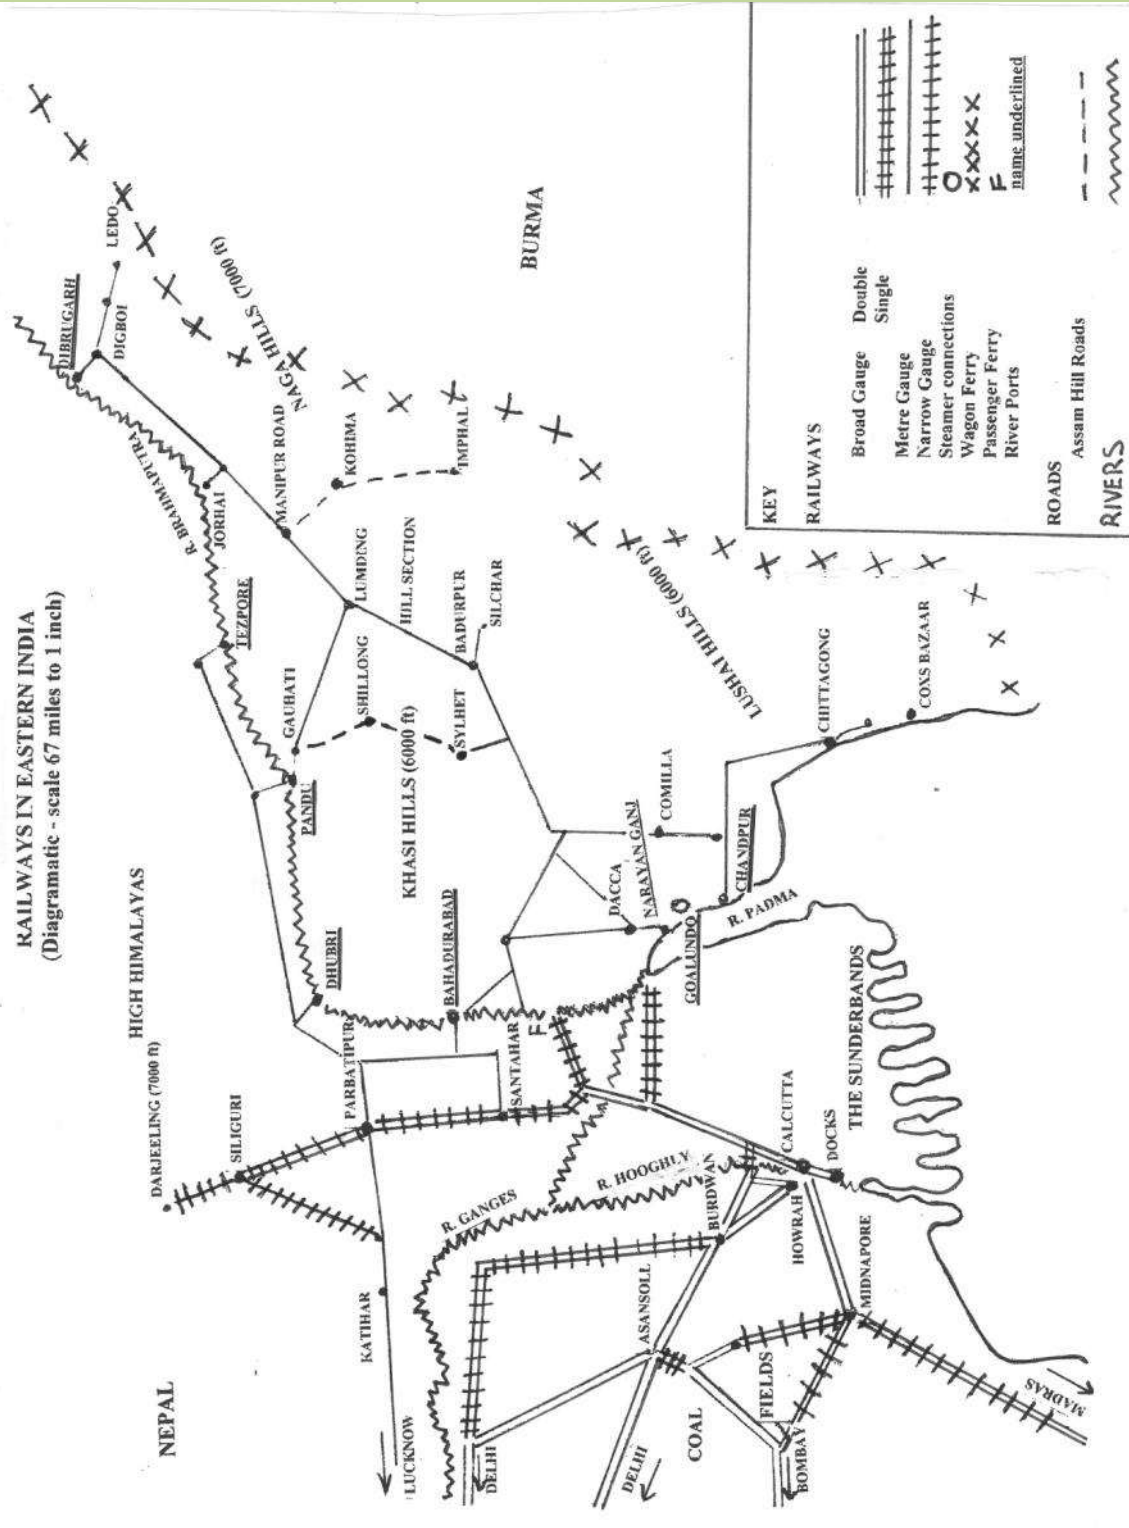 RAILWAYS IN EASTERN INDIA
(Diagramatic - scale 67 miles to 1 inch)
NEPAL
HIGH HIMALAYAS
DARJEELING (7000 ft)
SILIGURI
KATIHAR
LUCKNOW
PARBATIPUR
DHUBRI
PANDU
GAUHATI
TEZPORE
JORHAI
R. BRAHMAPUTRA
DIBRUGARH
DIGBOI
LEDO
NAGA HILLS (7000 ft)
MANIPUR ROAD
KOHIMA
IMPHAL
BURMA
LUMDING
HILL SECTION
SHILLONG
KHASI HILLS (6000 ft)
SYLHET
BADURPUR
SILCHAR
LUSHAI HILLS (6000 ft)
BAHADURABAD
SANTAHAR
F
R. GANGES
R. HOOGHLY
DELHI
ASANSOLL
BURDWAN
DELHI
COAL
FIELDS
BOMBAY
HOWRAH
CALCUTTA
DOCKS
MIDNAPORE
MADRAS
THE SUNDERBANDS
GOALUNDO
R. PADMA
DACCA
NARAYAN GANJ
O
COMILLA
CHANDPUR
CHITTAGONG
COXS BAZAAR
KEY
RAILWAYS
Broad Gauge Double
Single
Metre Gauge
Narrow Gauge
Steamer connections O
Wagon Ferry XXXXX
Passenger Ferry F
River Ports name underlined
ROADS
Assam Hill Roads
RIVERS